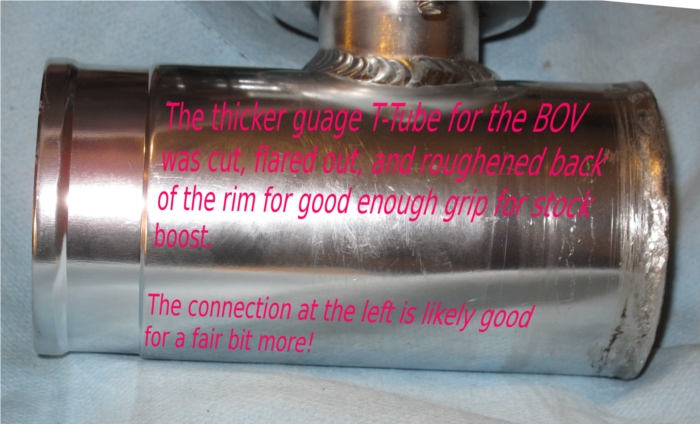 The thicker guage T-Tube for the BOV
was cut, flared out, and roughened back
of the rim for good enough grip for stock
boost.
The connection at the left is likely good
for a fair bit more!